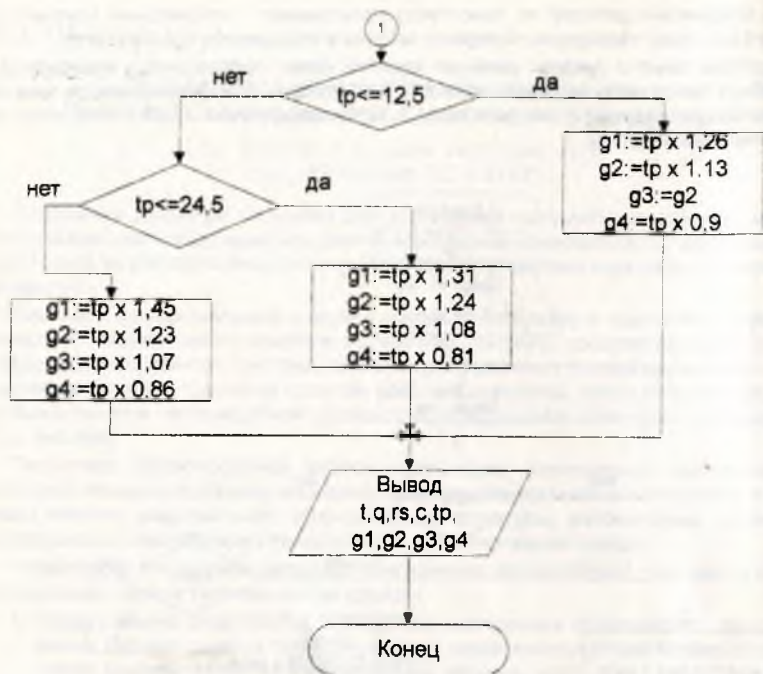 1
нет
tp<=12,5
да
g1:=tp x 1,26
g2:=tp x 1.13
g3:=g2
g4:=tp x 0.9
нет
tp<=24,5
да
g1:=tp x 1,31
g2:=tp x 1,24
g3:=tp x 1,08
g4:=tp x 0,81
g1:=tp x 1,45
g2:=tp x 1,23
g3:=tp x 1,07
g4:=tp x 0.86
Вывод
t,q,rs,c,tp,
g1,g2,g3,g4
Конец